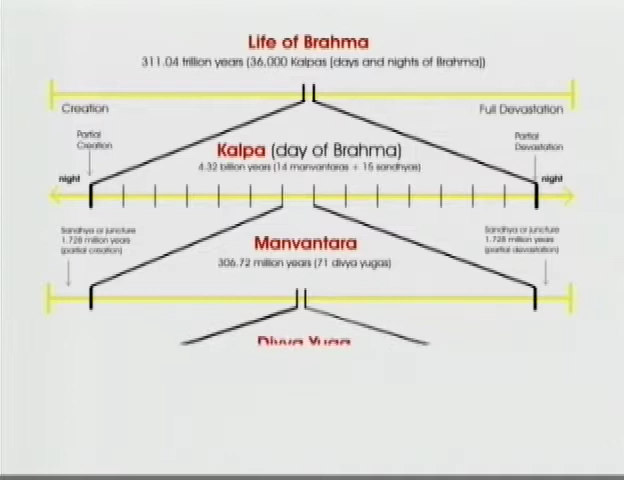 Life of Brahma
311.04 trillion years (36,000 Kalpas [days and nights of Brahma])
Creation
Full Devastation
Partial
Creation
Partial
Devastation
Kalpa (day of Brahma)
4.32 billion years (14 manvantaras + 15 sandhyas)
night
night
Sandhya or juncture
1.728 million years
(partial creation)
Sandhya or juncture
1.728 million years
(partial devastation)
Manvantara
306.72 million years (71 divya yugas)
Divya Yuga